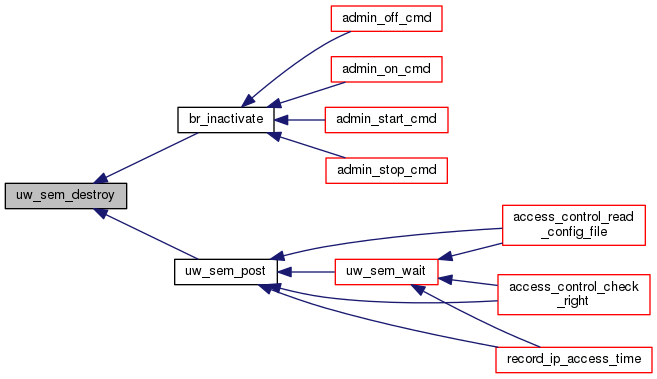 admin_off_cmd
admin_on_cmd
br_inactivate
admin_start_cmd
admin_stop_cmd
uw_sem_destroy
access_control_read
_config_file
uw_sem_post
uw_sem_wait
access_control_check
_right
record_ip_access_time